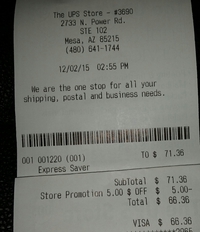 The UPS Store - #3690
2733 N. Power Rd.
STE 102
Mesa, AZ 85215
(480) 641-1744
12/02/15 02:55 PM
We are the one stop for all your
shipping, postal and business needs.
001 001220 (001) TO $ 71.36
Express Saver
SubTotal $ 71.36
Store Promotion 5.00 $ OFF $ 5.00-
Total $ 66.36
VISA $ 66.36